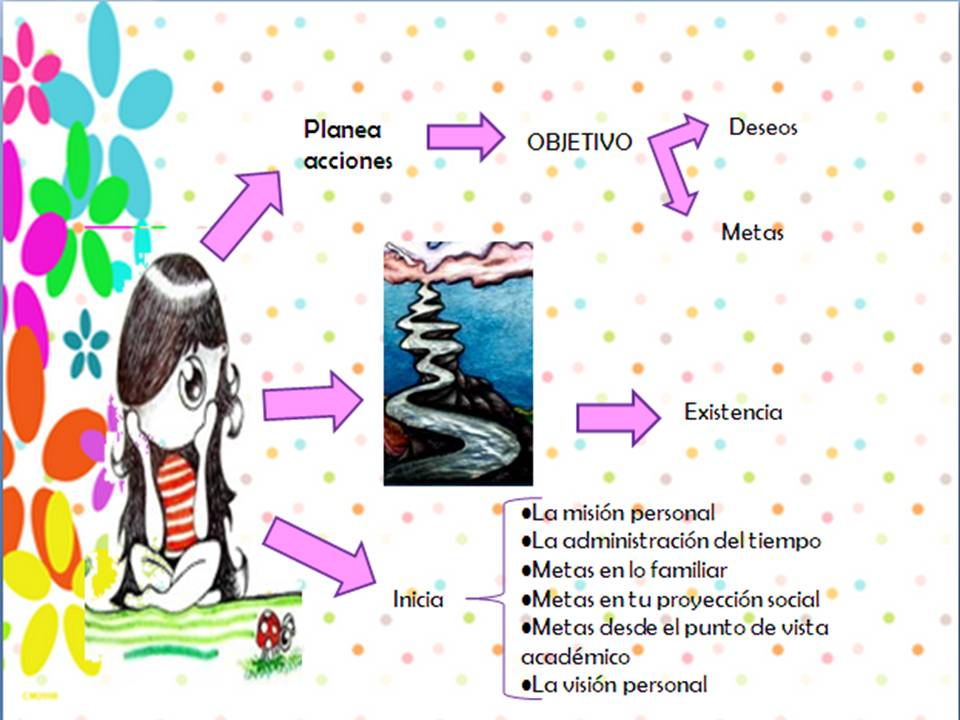 Planea
acciones
OBJETIVO
Deseos
Metas
Existencia
Inicia
•La misión personal
•La administración del tiempo
•Metas en lo familiar
•Metas en tu proyección social
•Metas desde el punto de vista
académico
•La visión personal